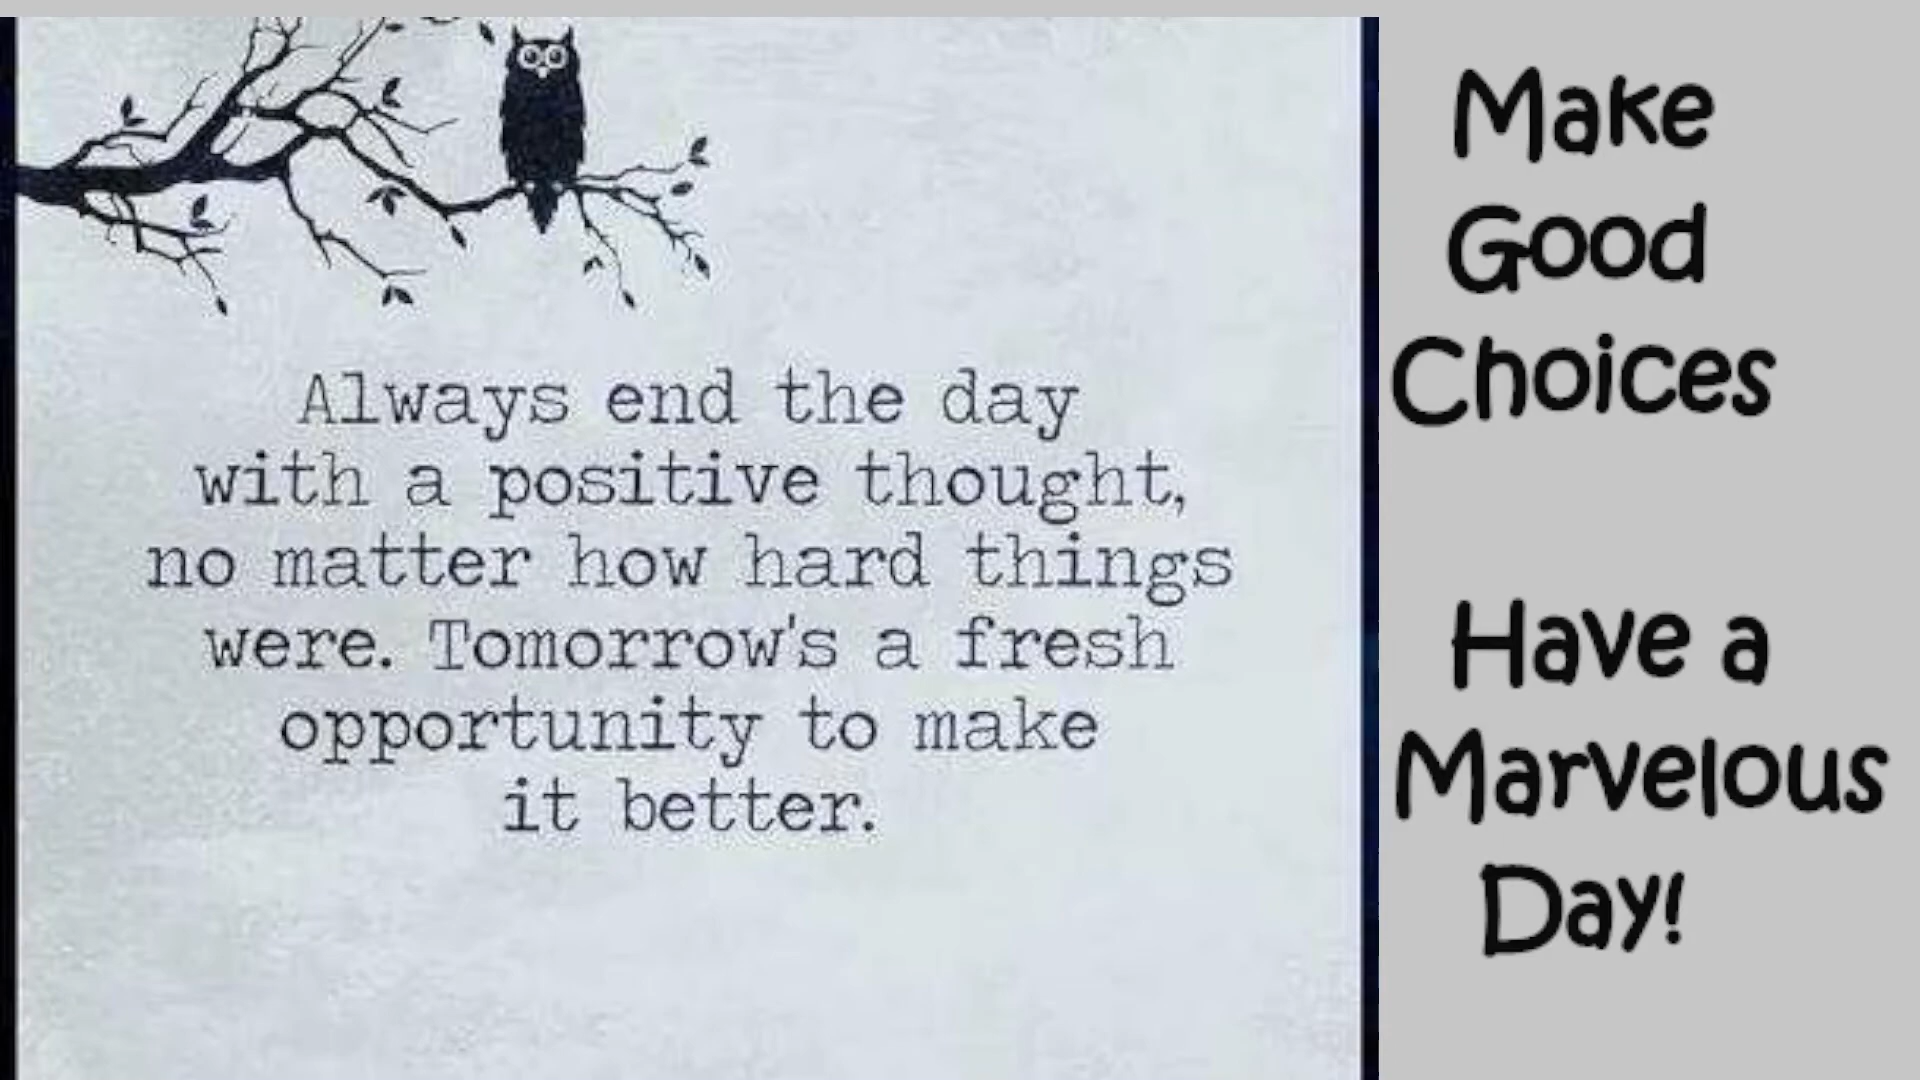 Always end the day
with a positive thought,
no matter how hard things
were. Tomorrow's a fresh
opportunity to make
it better.
Make
Good
Choices
Have a
Marvelous
Day!